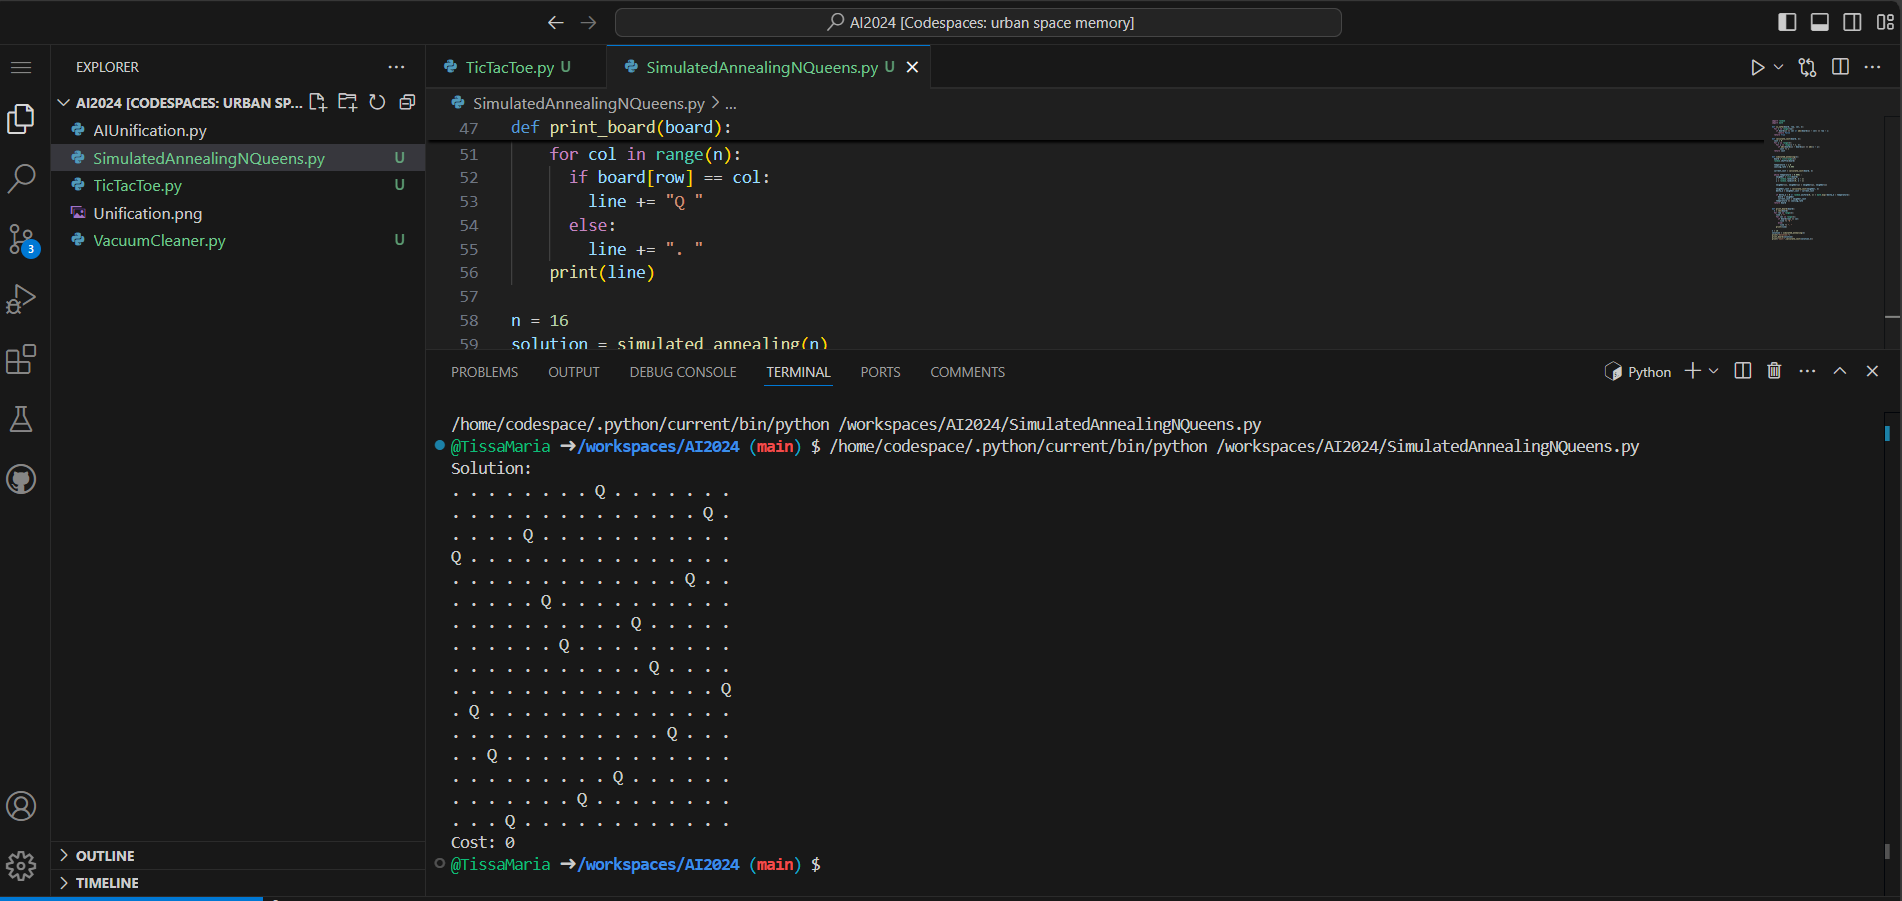 AI2024 [Codespaces: urban space memory]
EXPLORER
AI2024 [CODESPACES: URBAN SP...
AIUnification.py
SimulatedAnnealingNQueens.py U
TicTacToe.py U
Unification.png
VacuumCleaner.py U
3
OUTLINE
TIMELINE
TicTacToe.py U
SimulatedAnnealingNQueens.py U
SimulatedAnnealingNQueens.py > ...
47 def print_board(board):
51 for col in range(n):
52 if board[row] == col:
53 line += "Q "
54 else:
55 line += ". "
56 print(line)
57
58 n = 16
59 solution = simulated_annealing(n)
PROBLEMS OUTPUT DEBUG CONSOLE TERMINAL PORTS COMMENTS
Python
/home/codespace/.python/current/bin/python /workspaces/AI2024/SimulatedAnnealingNQueens.py
@TissaMaria ➜/workspaces/AI2024 (main) $ /home/codespace/.python/current/bin/python /workspaces/AI2024/SimulatedAnnealingNQueens.py
Solution:
. . . . . . . . Q . . . . . . .
. . . . . . . . . . . . . . Q .
. . . . Q . . . . . . . . . . .
Q . . . . . . . . . . . . . . .
. . . . . . . . . . . . . Q . .
. . . . . Q . . . . . . . . . .
. . . . . . . . . . Q . . . . .
. . . . . . Q . . . . . . . . .
. . . . . . . . . . . Q . . . .
. . . . . . . . . . . . . . . Q
. Q . . . . . . . . . . . . . .
. . . . . . . . . . . . Q . . .
. . Q . . . . . . . . . . . . .
. . . . . . . . . Q . . . . . .
. . . . . . . Q . . . . . . . .
. . . Q . . . . . . . . . . . .
Cost: 0
@TissaMaria ➜/workspaces/AI2024 (main) $